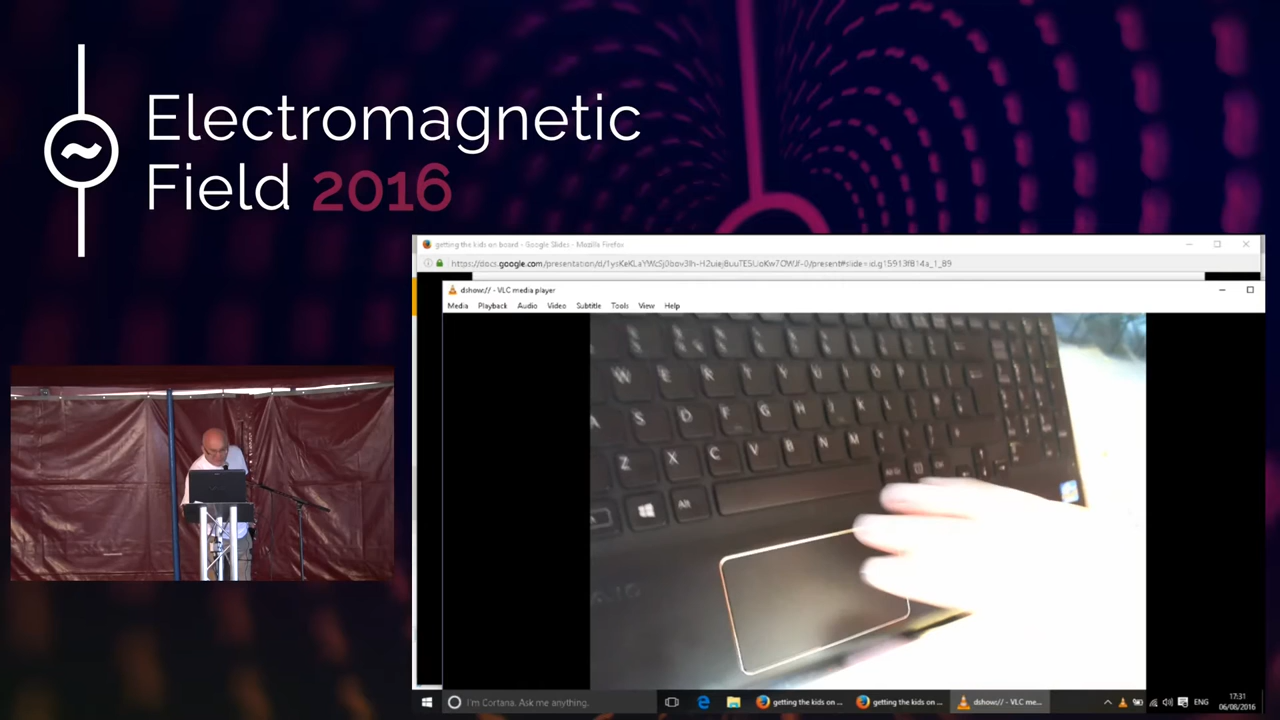 Electromagnetic
Field 2016
getting the kids on board - Google Slides - Mozilla Firefox
dshow:// - VLC media player
Media Playback Audio Video Subtitle Tools View Help
W E R T Y U I O P
A S D F G H J K L
Z X C V B N M
Alt
Alt Gr
I'm Cortana. Ask me anything.
getting the kids on ...
getting the kids on ...
dshow:// - VLC me...
ENG
17:31
06/08/2016